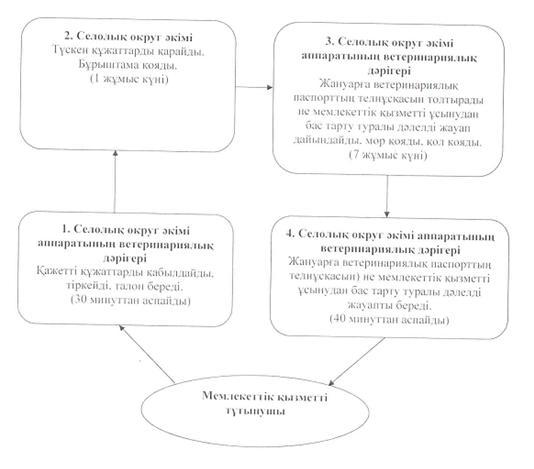 2. Селолық округ әкімі
Түскен құжаттарды қарайды.
Бұрыштама қояды.
(1 жұмыс күні)
3. Селолық округ әкімі
аппаратының ветеринариялық
дәрігері
Жануарға ветеринариялық
паспорттың телнұсқасын толтырады
не мемлекеттік қызметті ұсынудан
бас тарту туралы дәлелді жауап
дайындайды, мөр қояды, қол қояды.
(7 жұмыс күні)
1. Селолық округ әкімі
аппаратының ветеринариялық
дәрігері
Қажетті құжаттарды қабылдайды,
тіркейді, талон береді.
(30 минуттан аспайды)
4. Селолық округ әкімі аппаратының
ветеринариялық дәрігері
Жануарға ветеринариялық паспорттың
телнұсқасын) не мемлекеттік қызметті
ұсынудан бас тарту туралы дәлелді
жауапты береді.
(40 минуттан аспайды)
Мемлекеттік қызметті
тұтынушы